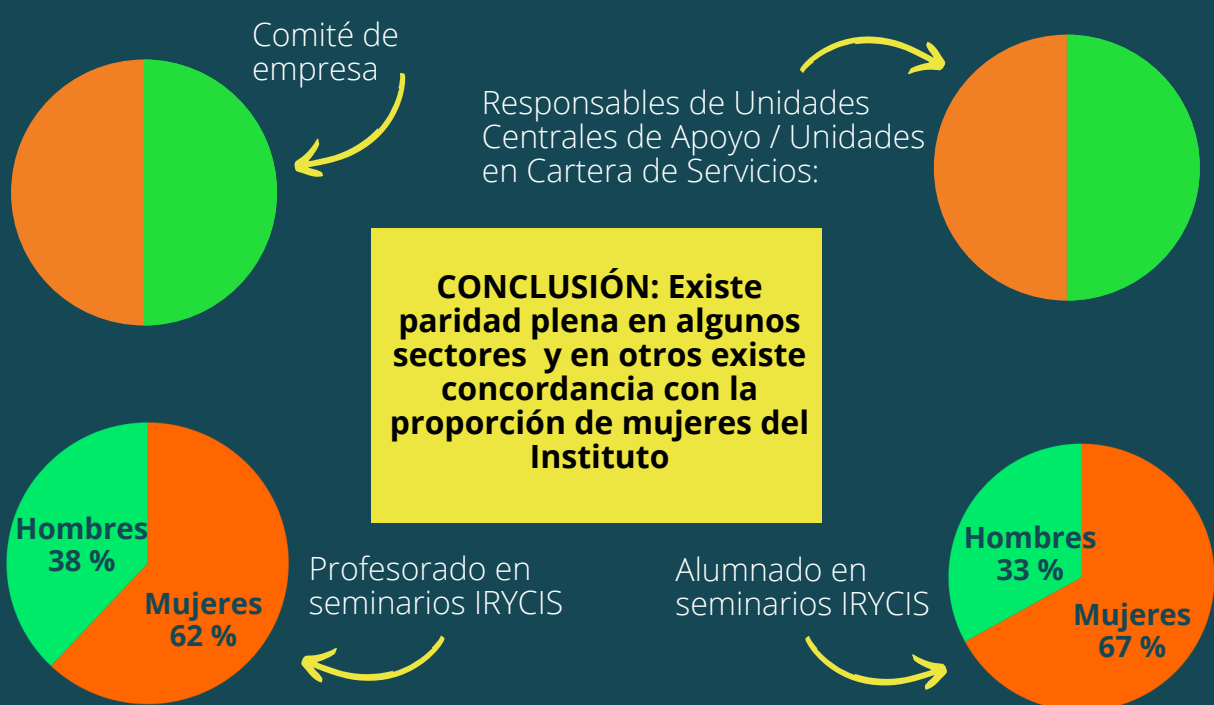 Comité de
empresa
Responsables de Unidades
Centrales de Apoyo / Unidades
en Cartera de Servicios:
CONCLUSIÓN: Existe
paridad plena en algunos
sectores y en otros existe
concordancia con la
proporción de mujeres del
Instituto
Hombres
38 %
Mujeres
62 %
Profesorado en
seminarios IRYCIS
Alumnado en
seminarios IRYCIS
Hombres
33 %
Mujeres
67 %